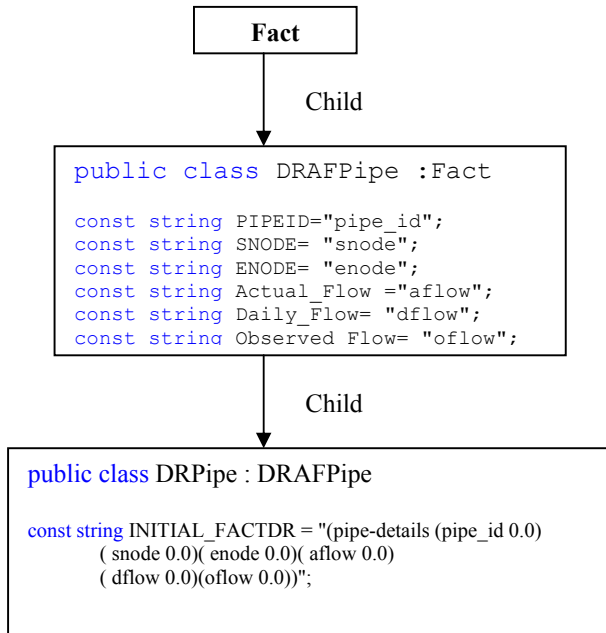 Fact
Child
public class DRAFPipe :Fact
const string PIPEID="pipe_id";
const string SNODE= "snode";
const string ENODE= "enode";
const string Actual_Flow ="aflow";
const string Daily_Flow= "dflow";
const string Observed Flow= "oflow";
Child
public class DRPipe : DRAFPipe
const string INITIAL_FACTDR = "(pipe-details (pipe_id 0.0)
( snode 0.0)( enode 0.0)( aflow 0.0)
( dflow 0.0)(oflow 0.0))";